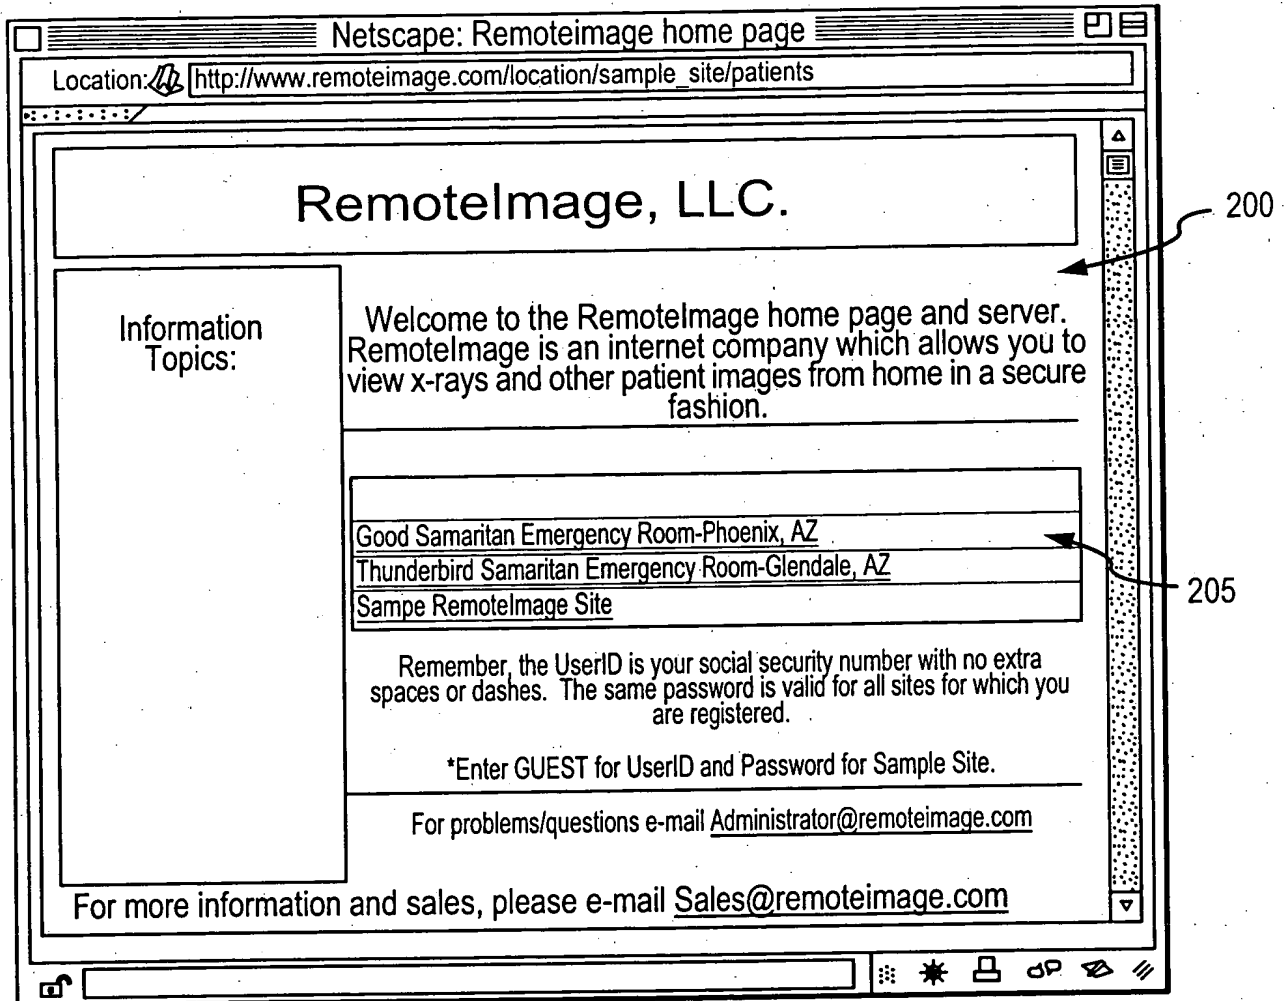 Netscape: Remoteimage home page
Location: http://www.remoteimage.com/location/sample_site/patients
RemoteImage, LLC.
200
Information
Topics:
Welcome to the RemoteImage home page and server.
RemoteImage is an internet company which allows you to
view x-rays and other patient images from home in a secure
fashion.
Good Samaritan Emergency Room-Phoenix, AZ
Thunderbird Samaritan Emergency Room-Glendale, AZ
Sampe RemoteImage Site
205
Remember, the UserID is your social security number with no extra
spaces or dashes. The same password is valid for all sites for which you
are registered.
*Enter GUEST for UserID and Password for Sample Site.
For problems/questions e-mail Administrator@remoteimage.com
For more information and sales, please e-mail Sales@remoteimage.com